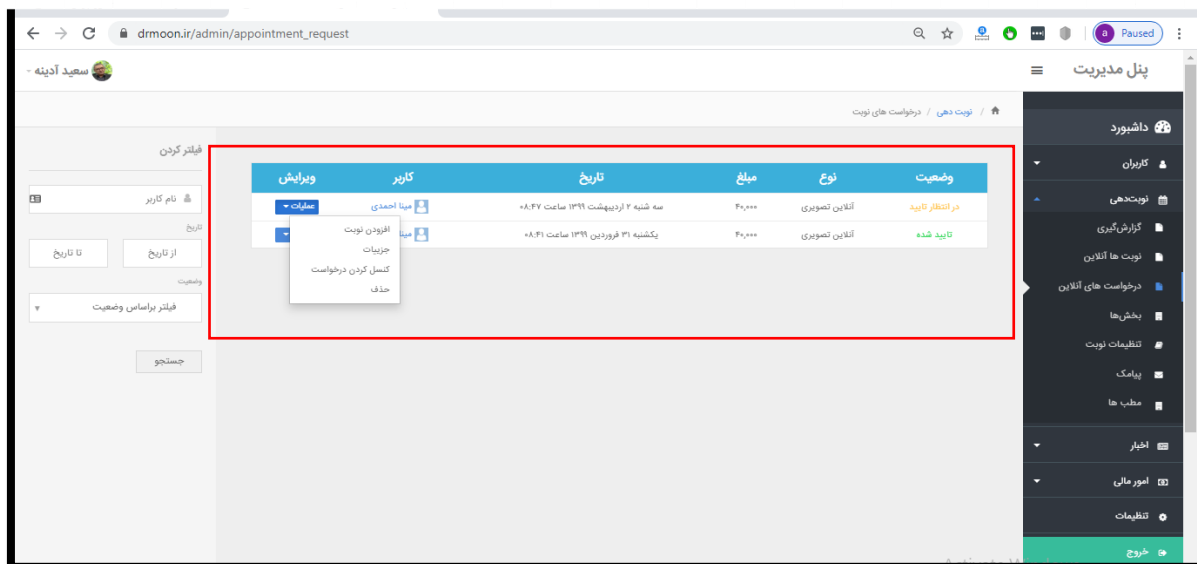 drmoon.ir/admin/appointment_request
a Paused
پنل مدیریت
سعید آدینه
نوبت دهی / درخواست های نوبت
داشبورد
کاربران
نوبت‌دهی
گزارش‌گیری
نوبت ها آنلاین
درخواست های آنلاین
بخش‌ها
تنظیمات نوبت
پیامک
مطب ها
اخبار
امور مالی
تنظیمات
خروج
وضعیت نوع مبلغ تاریخ کاربر ویرایش
در انتظار تایید آنلاین تصویری ۴۰,۰۰۰ سه شنبه ۲ اردیبهشت ۱۳۹۹ ساعت ۰۸:۴۷ مینا احمدی عملیات
تایید شده آنلاین تصویری ۴۰,۰۰۰ یکشنبه ۳۱ فروردین ۱۳۹۹ ساعت ۰۸:۴۱ مینا
افزودن نوبت
جزییات
کنسل کردن درخواست
حذف
فیلتر کردن
نام کاربر
تاریخ
از تاریخ تا تاریخ
وضعیت
فیلتر براساس وضعیت
جستجو